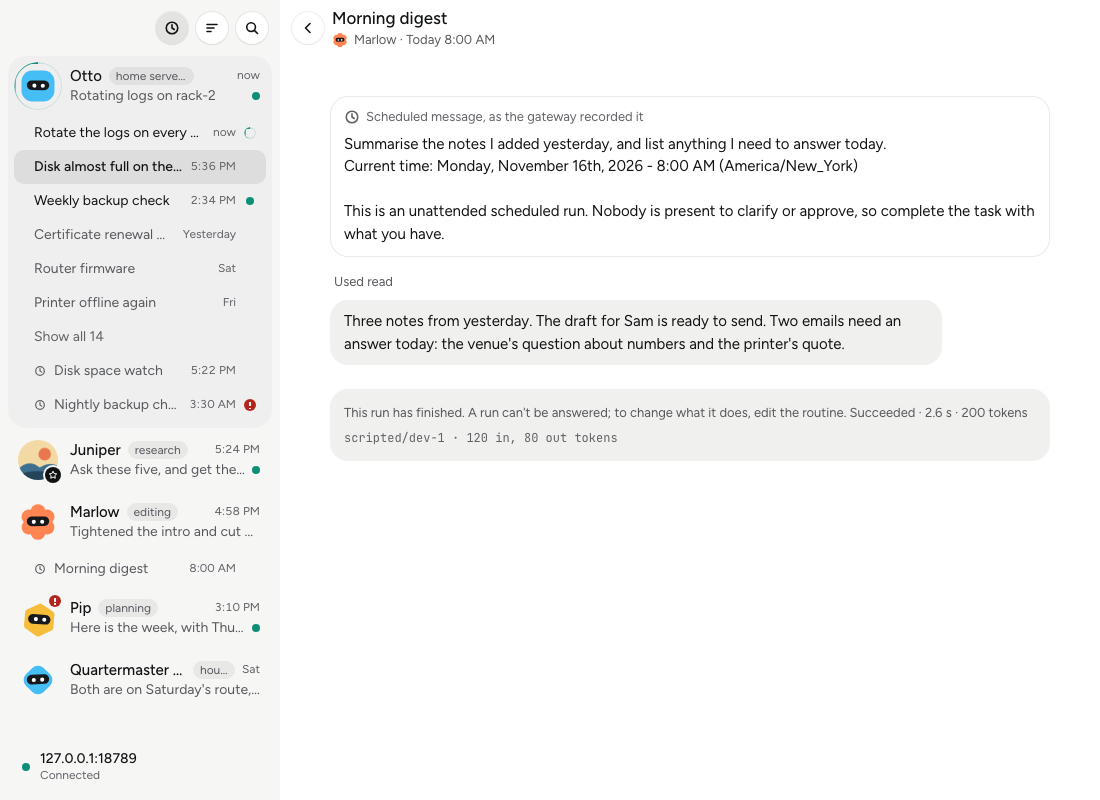 Otto home serve... now
Rotating logs on rack-2
Rotate the logs on every ... now
Disk almost full on the... 5:36 PM
Weekly backup check 2:34 PM
Certificate renewal ... Yesterday
Router firmware Sat
Printer offline again Fri
Show all 14
Disk space watch 5:22 PM
Nightly backup ch... 3:30 AM
Juniper research 5:24 PM
Ask these five, and get the...
Marlow editing 4:58 PM
Tightened the intro and cut ...
Morning digest 8:00 AM
Pip planning 3:10 PM
Here is the week, with Thu...
Quartermaster ... hou... Sat
Both are on Saturday's route,...
127.0.0.1:18789
Connected
Morning digest
Marlow · Today 8:00 AM
Scheduled message, as the gateway recorded it
Summarise the notes I added yesterday, and list anything I need to answer today.
Current time: Monday, November 16th, 2026 - 8:00 AM (America/New_York)
This is an unattended scheduled run. Nobody is present to clarify or approve, so complete the task with
what you have.
Used read
Three notes from yesterday. The draft for Sam is ready to send. Two emails need an
answer today: the venue's question about numbers and the printer's quote.
This run has finished. A run can't be answered; to change what it does, edit the routine. Succeeded · 2.6 s · 200 tokens
scripted/dev-1 · 120 in, 80 out tokens